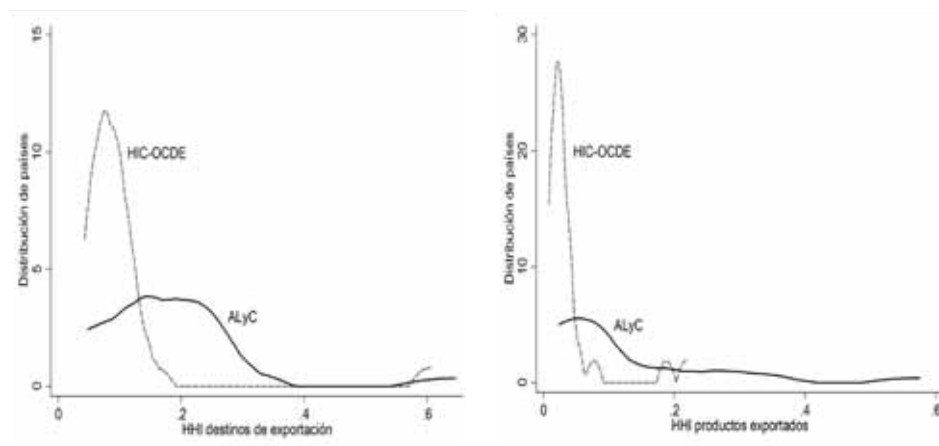 15
10
5
0
Distribución de países
HIC-OCDE
ALyC
0
.2
.4
.6
HHI destinos de exportación
30
20
10
0
Distribución de países
HIC-OCDE
ALyC
0
.2
.4
.6
HHI productos exportados